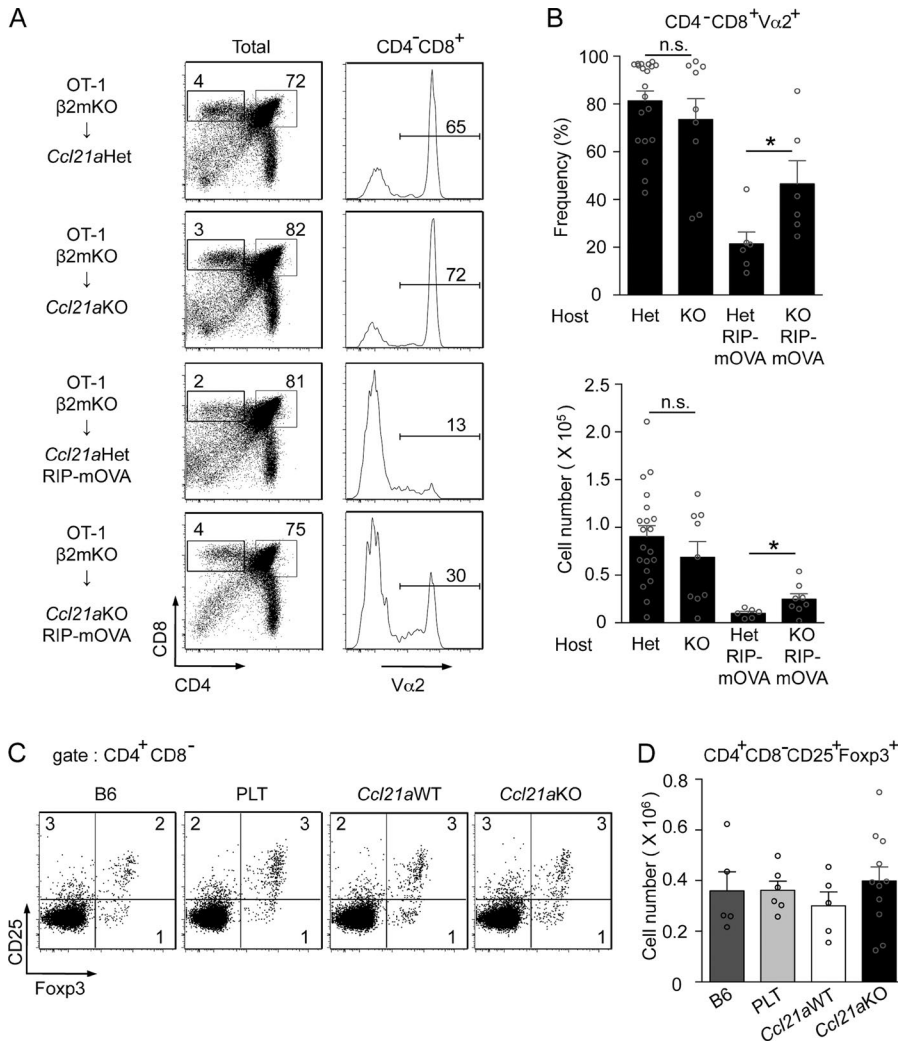 A
Total
CD4⁻CD8⁺
OT-1
β2mKO
↓
Ccl21aHet
4
72
65
OT-1
β2mKO
↓
Ccl21aKO
3
82
72
OT-1
β2mKO
↓
Ccl21aHet
RIP-mOVA
2
81
13
OT-1
β2mKO
↓
Ccl21aKO
RIP-mOVA
4
75
30
CD8
CD4
Vα2
B
CD4⁻CD8⁺Vα2⁺
Frequency (%)
100
80
60
40
20
0
n.s.
*
Host
Het
KO
Het
RIP-
mOVA
KO
RIP-
mOVA
Cell number ( X 10⁵)
2.5
2.0
1.5
1.0
0.5
0
n.s.
*
Host
Het
KO
Het
RIP-
mOVA
KO
RIP-
mOVA
C
gate : CD4⁺ CD8⁻
B6
PLT
Ccl21aWT
Ccl21aKO
3
2
1
2
3
1
3
3
1
3
3
1
CD25
Foxp3
D
CD4⁺CD8⁻CD25⁺Foxp3⁺
Cell number ( X 10⁶)
0.8
0.6
0.4
0.2
0
B6
PLT
Ccl21aWT
Ccl21aKO